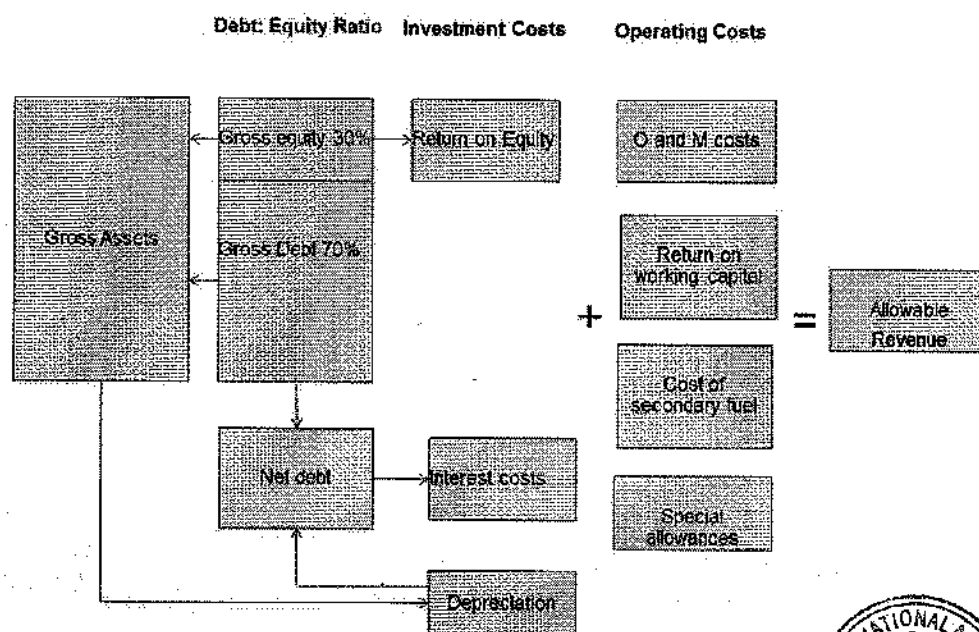 Debt: Equity Ratio Investment Costs Operating Costs
Gross equity 30%
Return on Equity
O and M costs
Gross Assets
Gross Debt 70%
Return on
working capital
+
=
Allowable
Revenue
Cost of
secondary fuel
Net debt
Interest costs
Special
allowances
Depreciation
NATIONAL